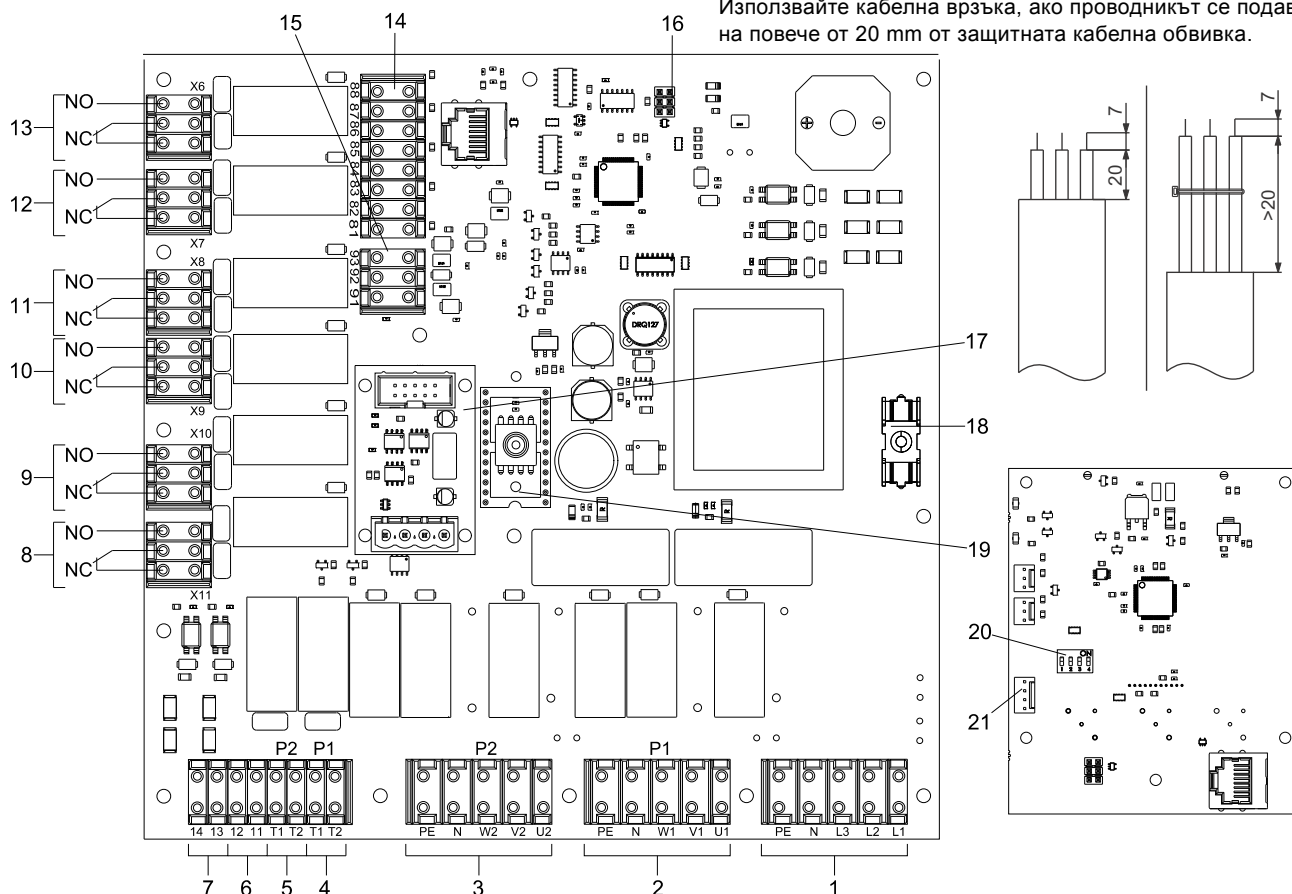 Използвайте кабелна връзка, ако проводникът се подав
на повече от 20 mm от защитната кабелна обвивка.
15 14 16
13 NO NC X6
12 NO NC
X7
11 NO NC X8
10 NO NC
X9
9 NO NC X10
8 NO NC
X11
88 87 86 85 84 83 82 81
93 92 91
DRQ127
17
18
19
7 20
7 >20
20 ON
1 2 3 4
21
P2 P1 P2 P1
14 13 12 11 T1 T2 T1 T2
PE N W2 V2 U2
PE N W1 V1 U1
PE N L3 L2 L1
7 6 5 4 3 2 1